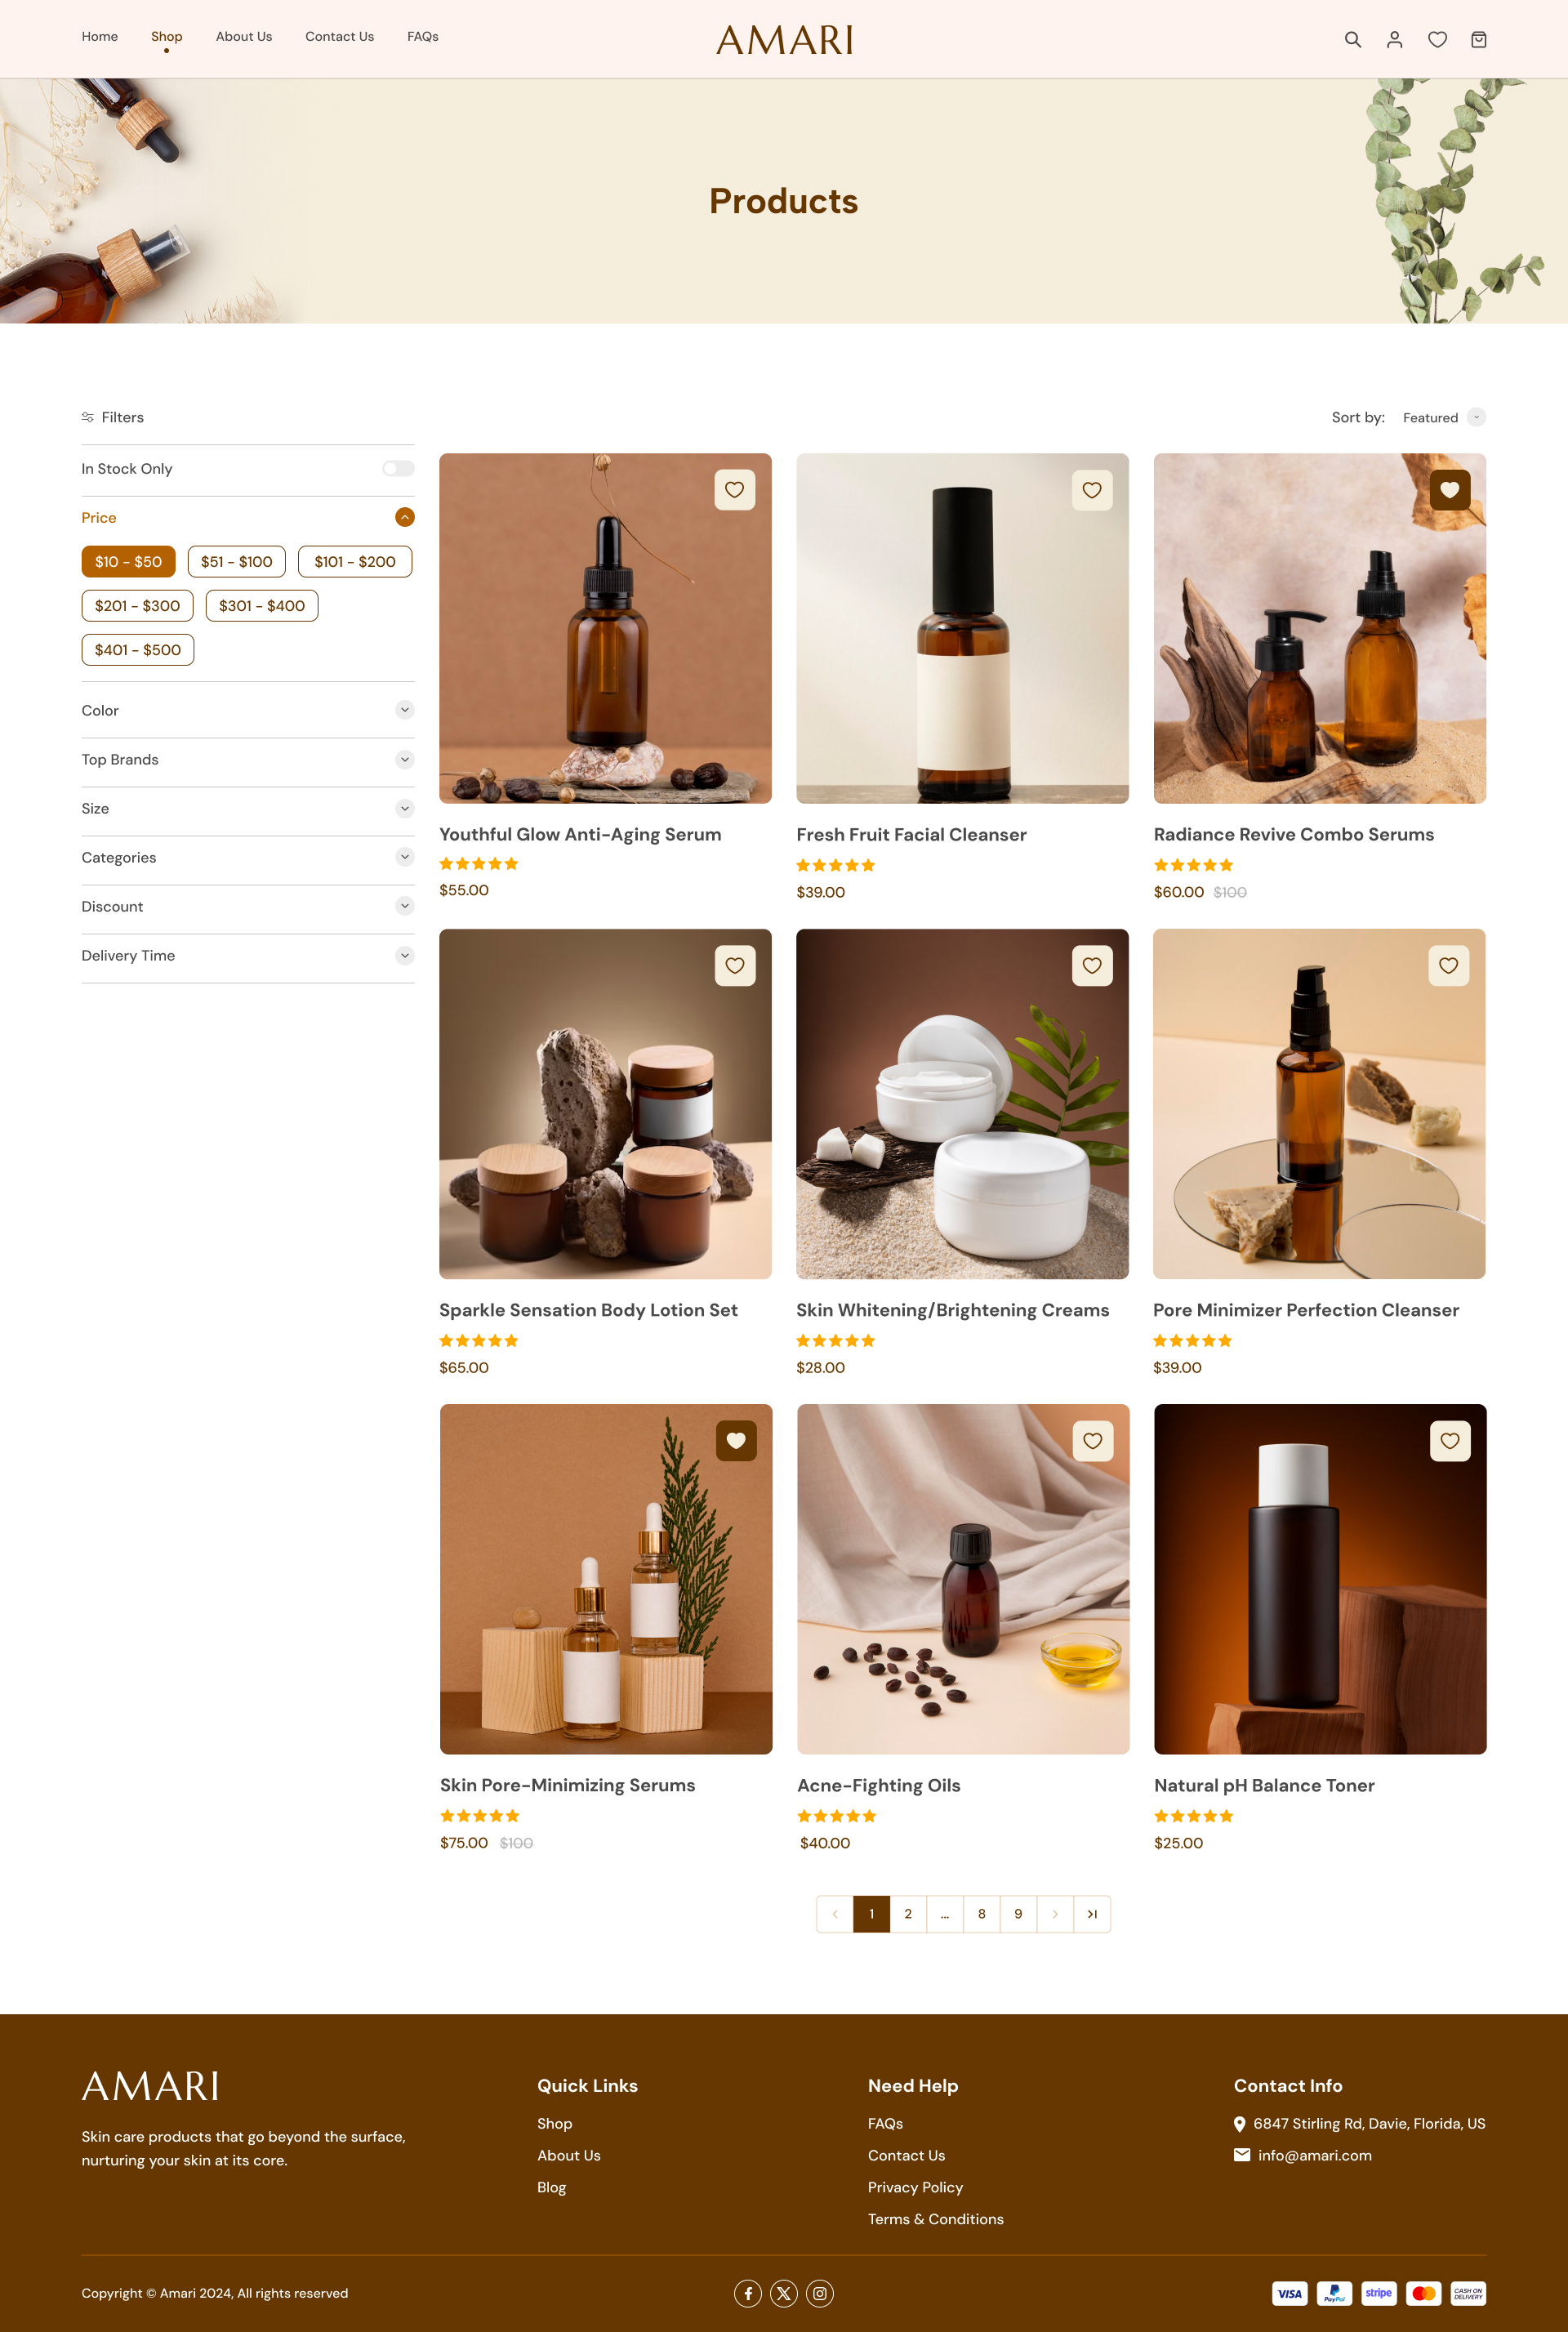 Home
Shop
About Us
Contact Us
FAQs
AMARI
Products
Filters
Sort by:
Featured
In Stock Only
Price
$10 - $50
$51 - $100
$101 - $200
$201 - $300
$301 - $400
$401 - $500
Color
Top Brands
Size
Categories
Discount
Delivery Time
Youthful Glow Anti-Aging Serum
$55.00
Fresh Fruit Facial Cleanser
$39.00
Radiance Revive Combo Serums
$60.00 $100
Sparkle Sensation Body Lotion Set
$65.00
Skin Whitening/Brightening Creams
$28.00
Pore Minimizer Perfection Cleanser
$39.00
Skin Pore-Minimizing Serums
$75.00 $100
Acne-Fighting Oils
$40.00
Natural pH Balance Toner
$25.00
1 2 ... 8 9
AMARI
Skin care products that go beyond the surface,
nurturing your skin at its core.
Quick Links
Shop
About Us
Blog
Need Help
FAQs
Contact Us
Privacy Policy
Terms & Conditions
Contact Info
6847 Stirling Rd, Davie, Florida, US
info@amari.com
Copyright © Amari 2024, All rights reserved
VISA
PayPal
stripe
CASH ON
DELIVERY